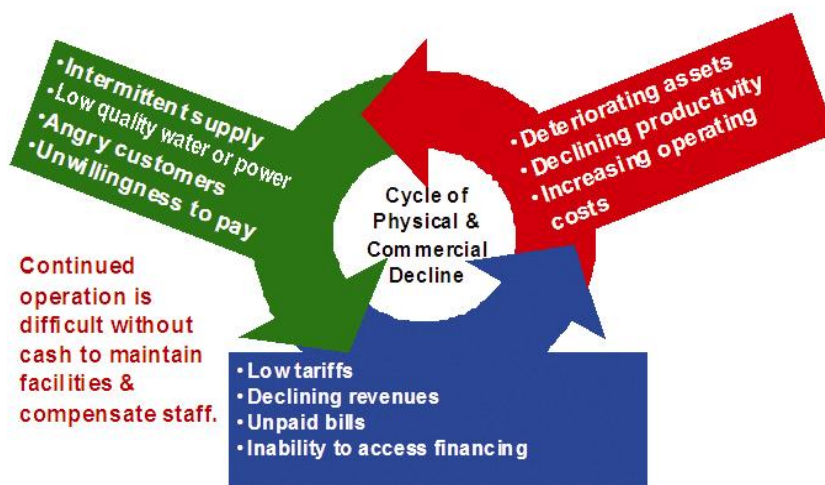 •Intermittent supply
•Low quality water or power
•Angry customers
•Unwillingness to pay
•Deteriorating assets
•Declining productivity
•Increasing operating
costs
Cycle of
Physical &
Commercial
Decline
Continued
operation is
difficult without
cash to maintain
facilities &
compensate staff.
•Low tariffs
•Declining revenues
•Unpaid bills
•Inability to access financing